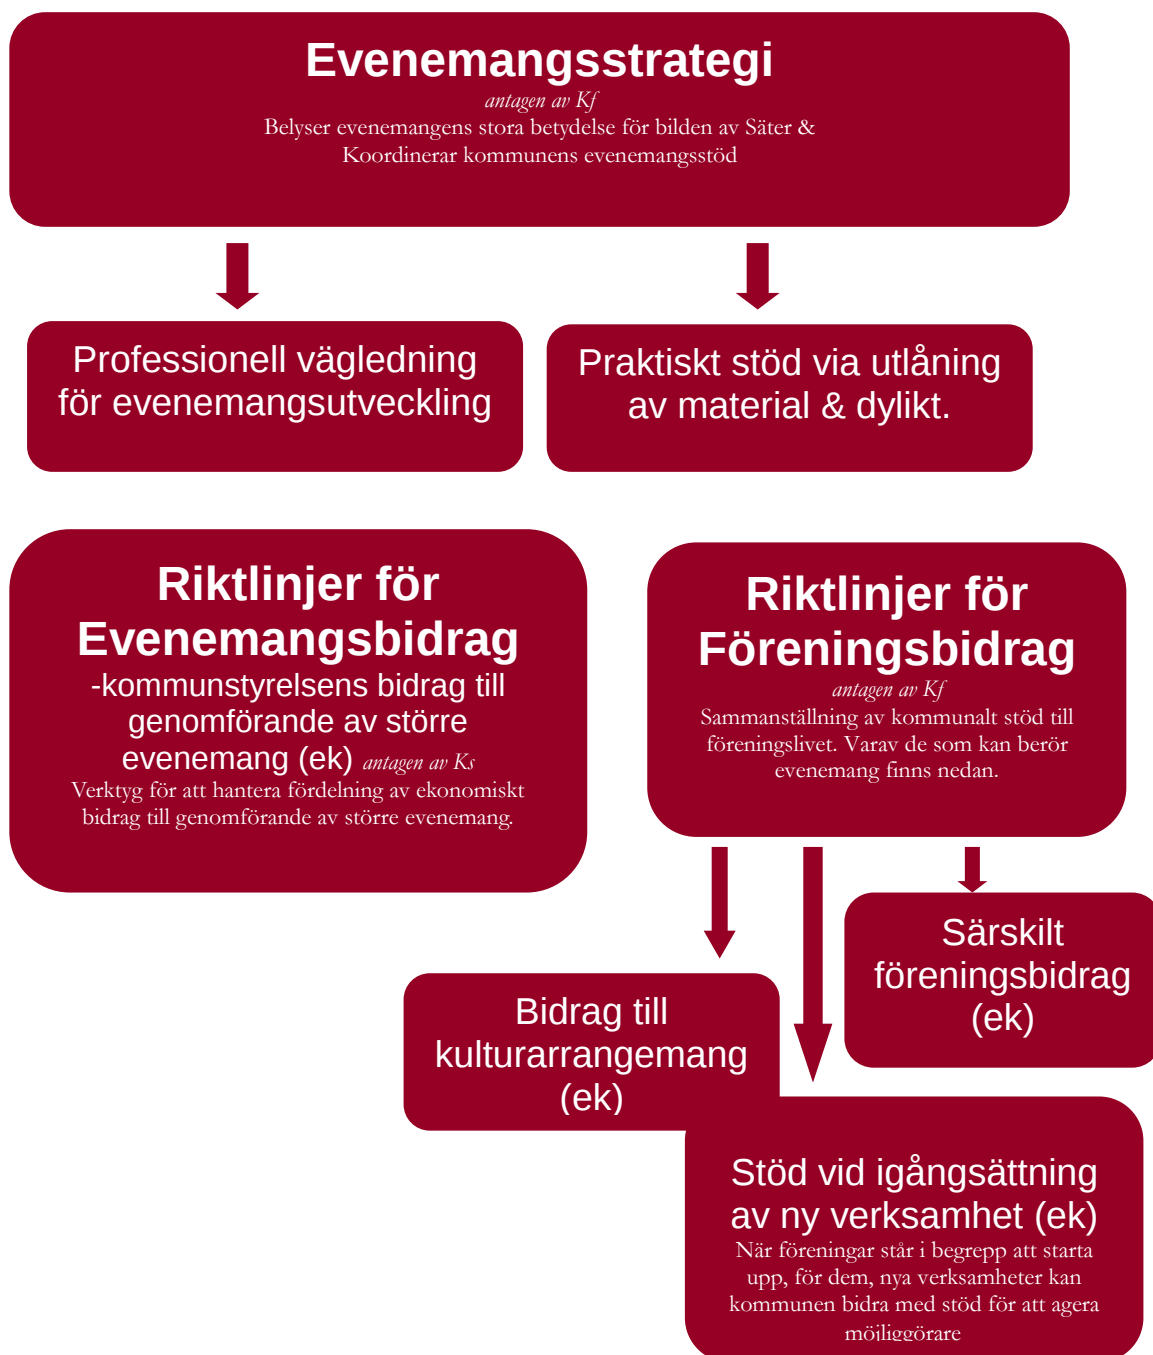 Evenemangsstrategi
antagen av Kf
Belyser evenemangens stora betydelse för bilden av Säter &
Koordinerar kommunens evenemangsstöd
Professionell vägledning
för evenemangsutveckling
Praktiskt stöd via utlåning
av material & dylikt.
Riktlinjer för
Evenemangsbidrag
-kommunstyrelsens bidrag till
genomförande av större
evenemang (ek) antagen av Ks
Verktyg för att hantera fördelning av ekonomiskt
bidrag till genomförande av större evenemang.
Riktlinjer för
Föreningsbidrag
antagen av Kf
Sammanställning av kommunalt stöd till
föreningslivet. Varav de som kan berör
evenemang finns nedan.
Särskilt
föreningsbidrag
(ek)
Bidrag till
kulturarrangemang
(ek)
Stöd vid igångsättning
av ny verksamhet (ek)
När föreningar står i begrepp att starta
upp, för dem, nya verksamheter kan
kommunen bidra med stöd för att agera
möjliggörare